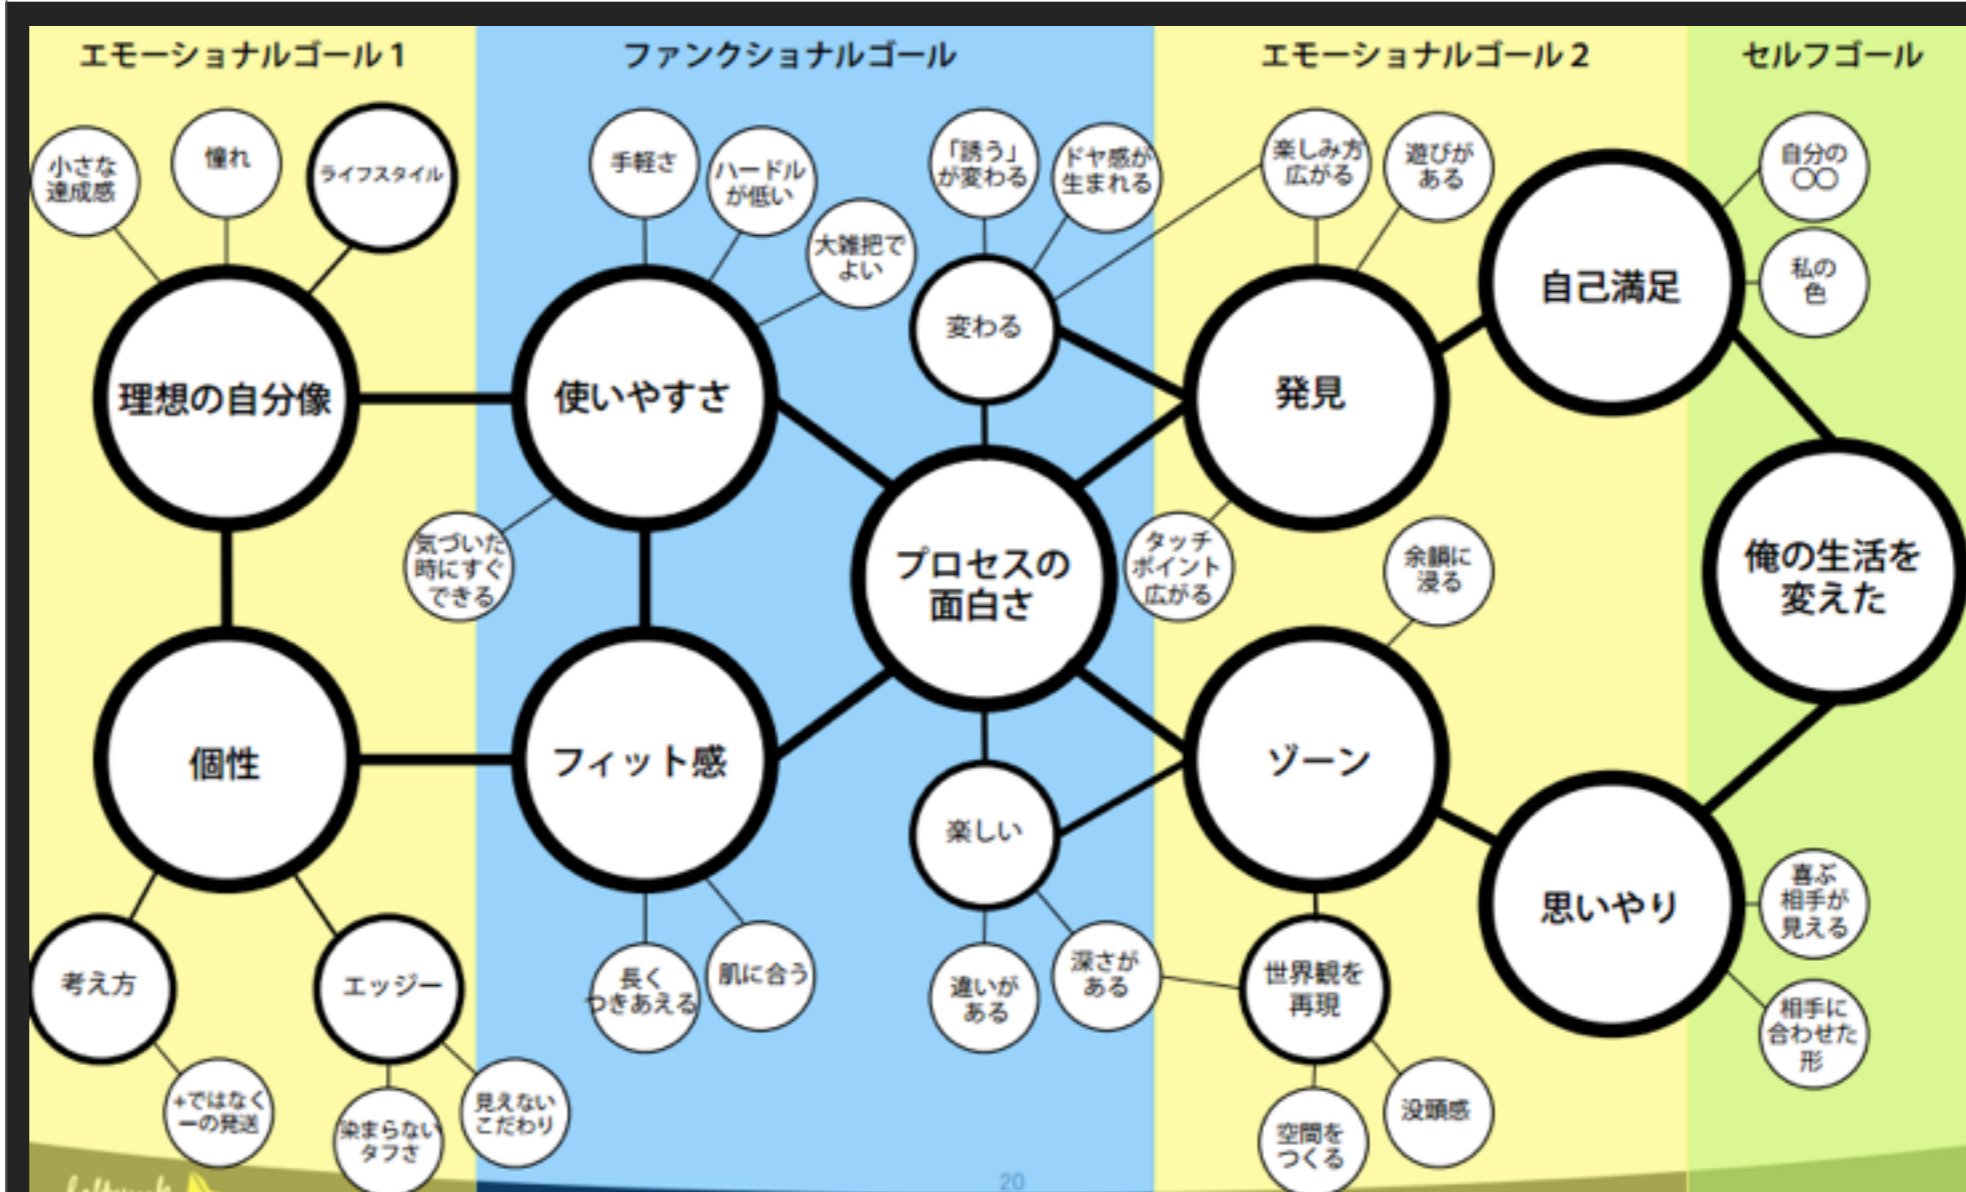 エモーショナルゴール1
ファンクショナルゴール
エモーショナルゴール2
セルフゴール
小さな
達成感
憧れ
ライフスタイル
理想の自分像
個性
考え方
エッジー
+ではなく
ーの発送
染まらない
タフさ
見えない
こだわり
手軽さ
ハードル
が低い
大雑把で
よい
使いやすさ
気づいた
時にすぐ
できる
フィット感
長く
つきあえる
肌に合う
「誘う」
が変わる
ドヤ感が
生まれる
変わる
プロセスの
面白さ
楽しい
違いが
ある
深さが
ある
楽しみ方
広がる
遊びが
ある
発見
タッチ
ポイント
広がる
余韻に
浸る
ゾーン
世界観を
再現
空間を
つくる
没頭感
自己満足
思いやり
自分の
〇〇
私の
色
俺の生活を
変えた
喜ぶ
相手が
見える
相手に
合わせた
形
20